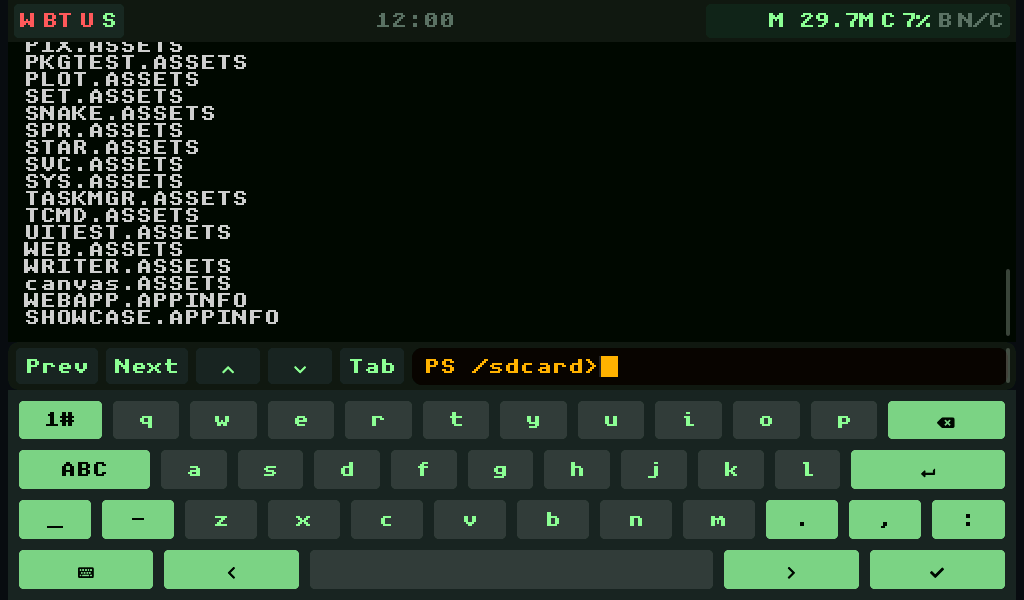 W BT U S 12:00 M 29.7M C 7% B N/C
PIX.ASSETS
PKGTEST.ASSETS
PLOT.ASSETS
SET.ASSETS
SNAKE.ASSETS
SPR.ASSETS
STAR.ASSETS
SVC.ASSETS
SYS.ASSETS
TASKMGR.ASSETS
TCMD.ASSETS
UITEST.ASSETS
WEB.ASSETS
WRITER.ASSETS
canvas.ASSETS
WEBAPP.APPINFO
SHOWCASE.APPINFO
Prev Next Tab PS /sdcard>
1# q w e r t y u i o p
ABC a s d f g h j k l
_ - z x c v b n m . , :
< >